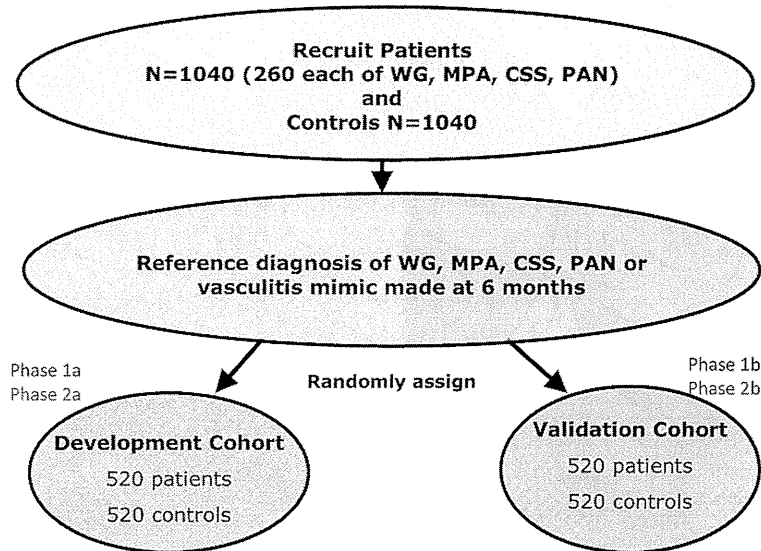 Recruit Patients
N=1040 (260 each of WG, MPA, CSS, PAN)
and
Controls N=1040
Reference diagnosis of WG, MPA, CSS, PAN or
vasculitis mimic made at 6 months
Phase 1a
Phase 2a
Randomly assign
Phase 1b
Phase 2b
Development Cohort
520 patients
520 controls
Validation Cohort
520 patients
520 controls